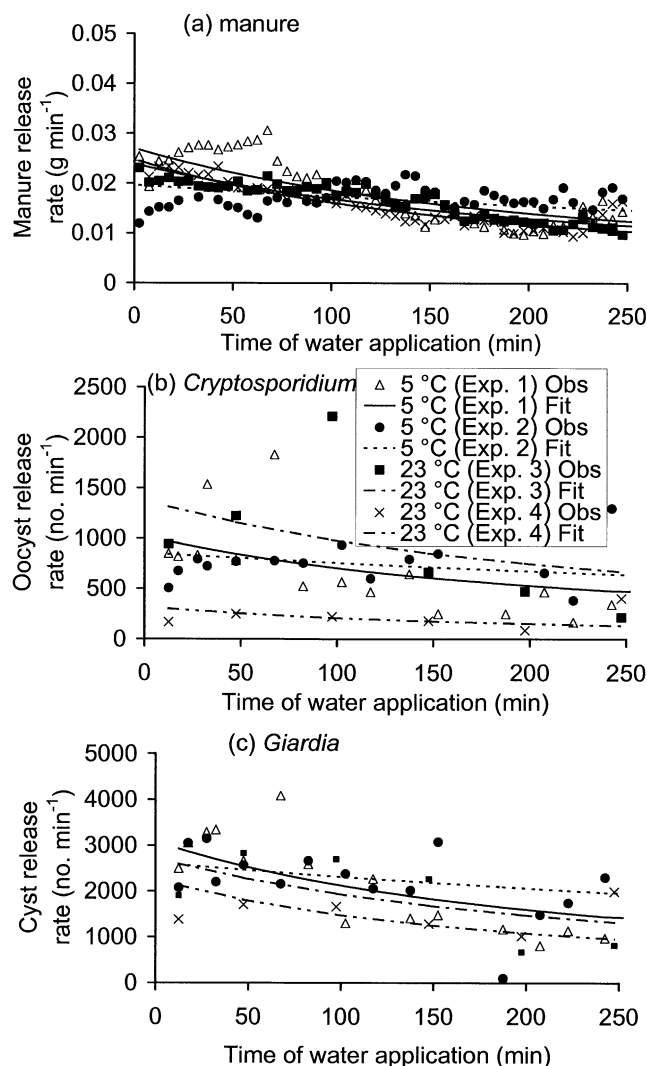 (a) manure
0.05
0.04
0.03
0.02
0.01
0
Manure release
rate (g min⁻¹)
0 50 100 150 200 250
Time of water application (min)
(b) Cryptosporidium
2500
2000
1500
1000
500
0
Oocyst release
rate (no. min⁻¹)
5 °C (Exp. 1) Obs
5 °C (Exp. 1) Fit
5 °C (Exp. 2) Obs
5 °C (Exp. 2) Fit
23 °C (Exp. 3) Obs
23 °C (Exp. 3) Fit
23 °C (Exp. 4) Obs
23 °C (Exp. 4) Fit
0 50 100 150 200 250
Time of water application (min)
(c) Giardia
5000
4000
3000
2000
1000
0
Cyst release
rate (no. min⁻¹)
0 50 100 150 200 250
Time of water application (min)